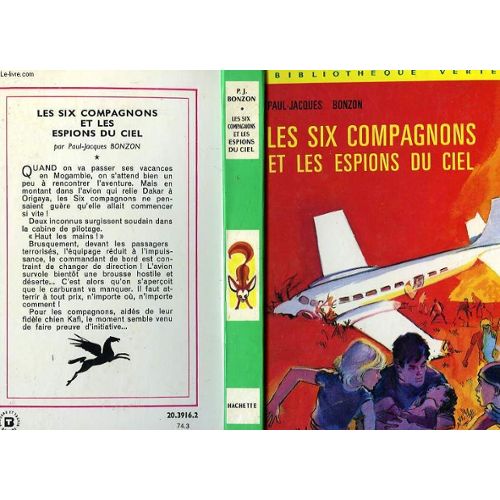 Le-livre.com
LES SIX COMPAGNONS
ET LES
ESPIONS DU CIEL
par Paul-Jacques BONZON
★
QUAND on va passer ses vacances
en Mogambie, on s'attend bien un
peu à rencontrer l'aventure. Mais en
montant dans l'avion qui relie Dakar à
Origaya, les Six compagnons ne pen-
saient guère qu'elle allait commencer
si vite !
Deux inconnus surgissent soudain dans
la cabine de pilotage.
« Haut les mains ! »
Brusquement, devant les passagers
terrorisés, l'équipage réduit à l'impuis-
sance, le commandant de bord est con-
traint de changer de direction ! L'avion
survole bientôt une brousse hostile et
déserte... C'est alors qu'on s'aperçoit
que le carburant va manquer. Il faut at-
terrir à tout prix, n'importe où, n'importe
comment !
Pour les compagnons, aidés de leur
fidèle chien Kafi, le moment semble venu
de faire preuve d'initiative...
20.3916.2
74.3
P. J.
BONZON
★
LES SIX
COMPAGNONS
ET LES
ESPIONS
DU CIEL
HACHETTE
BIBLIOTHEQUE VERTE
PAUL-JACQUES BONZON
LES SIX COMPAGNONS
ET LES ESPIONS DU CIEL